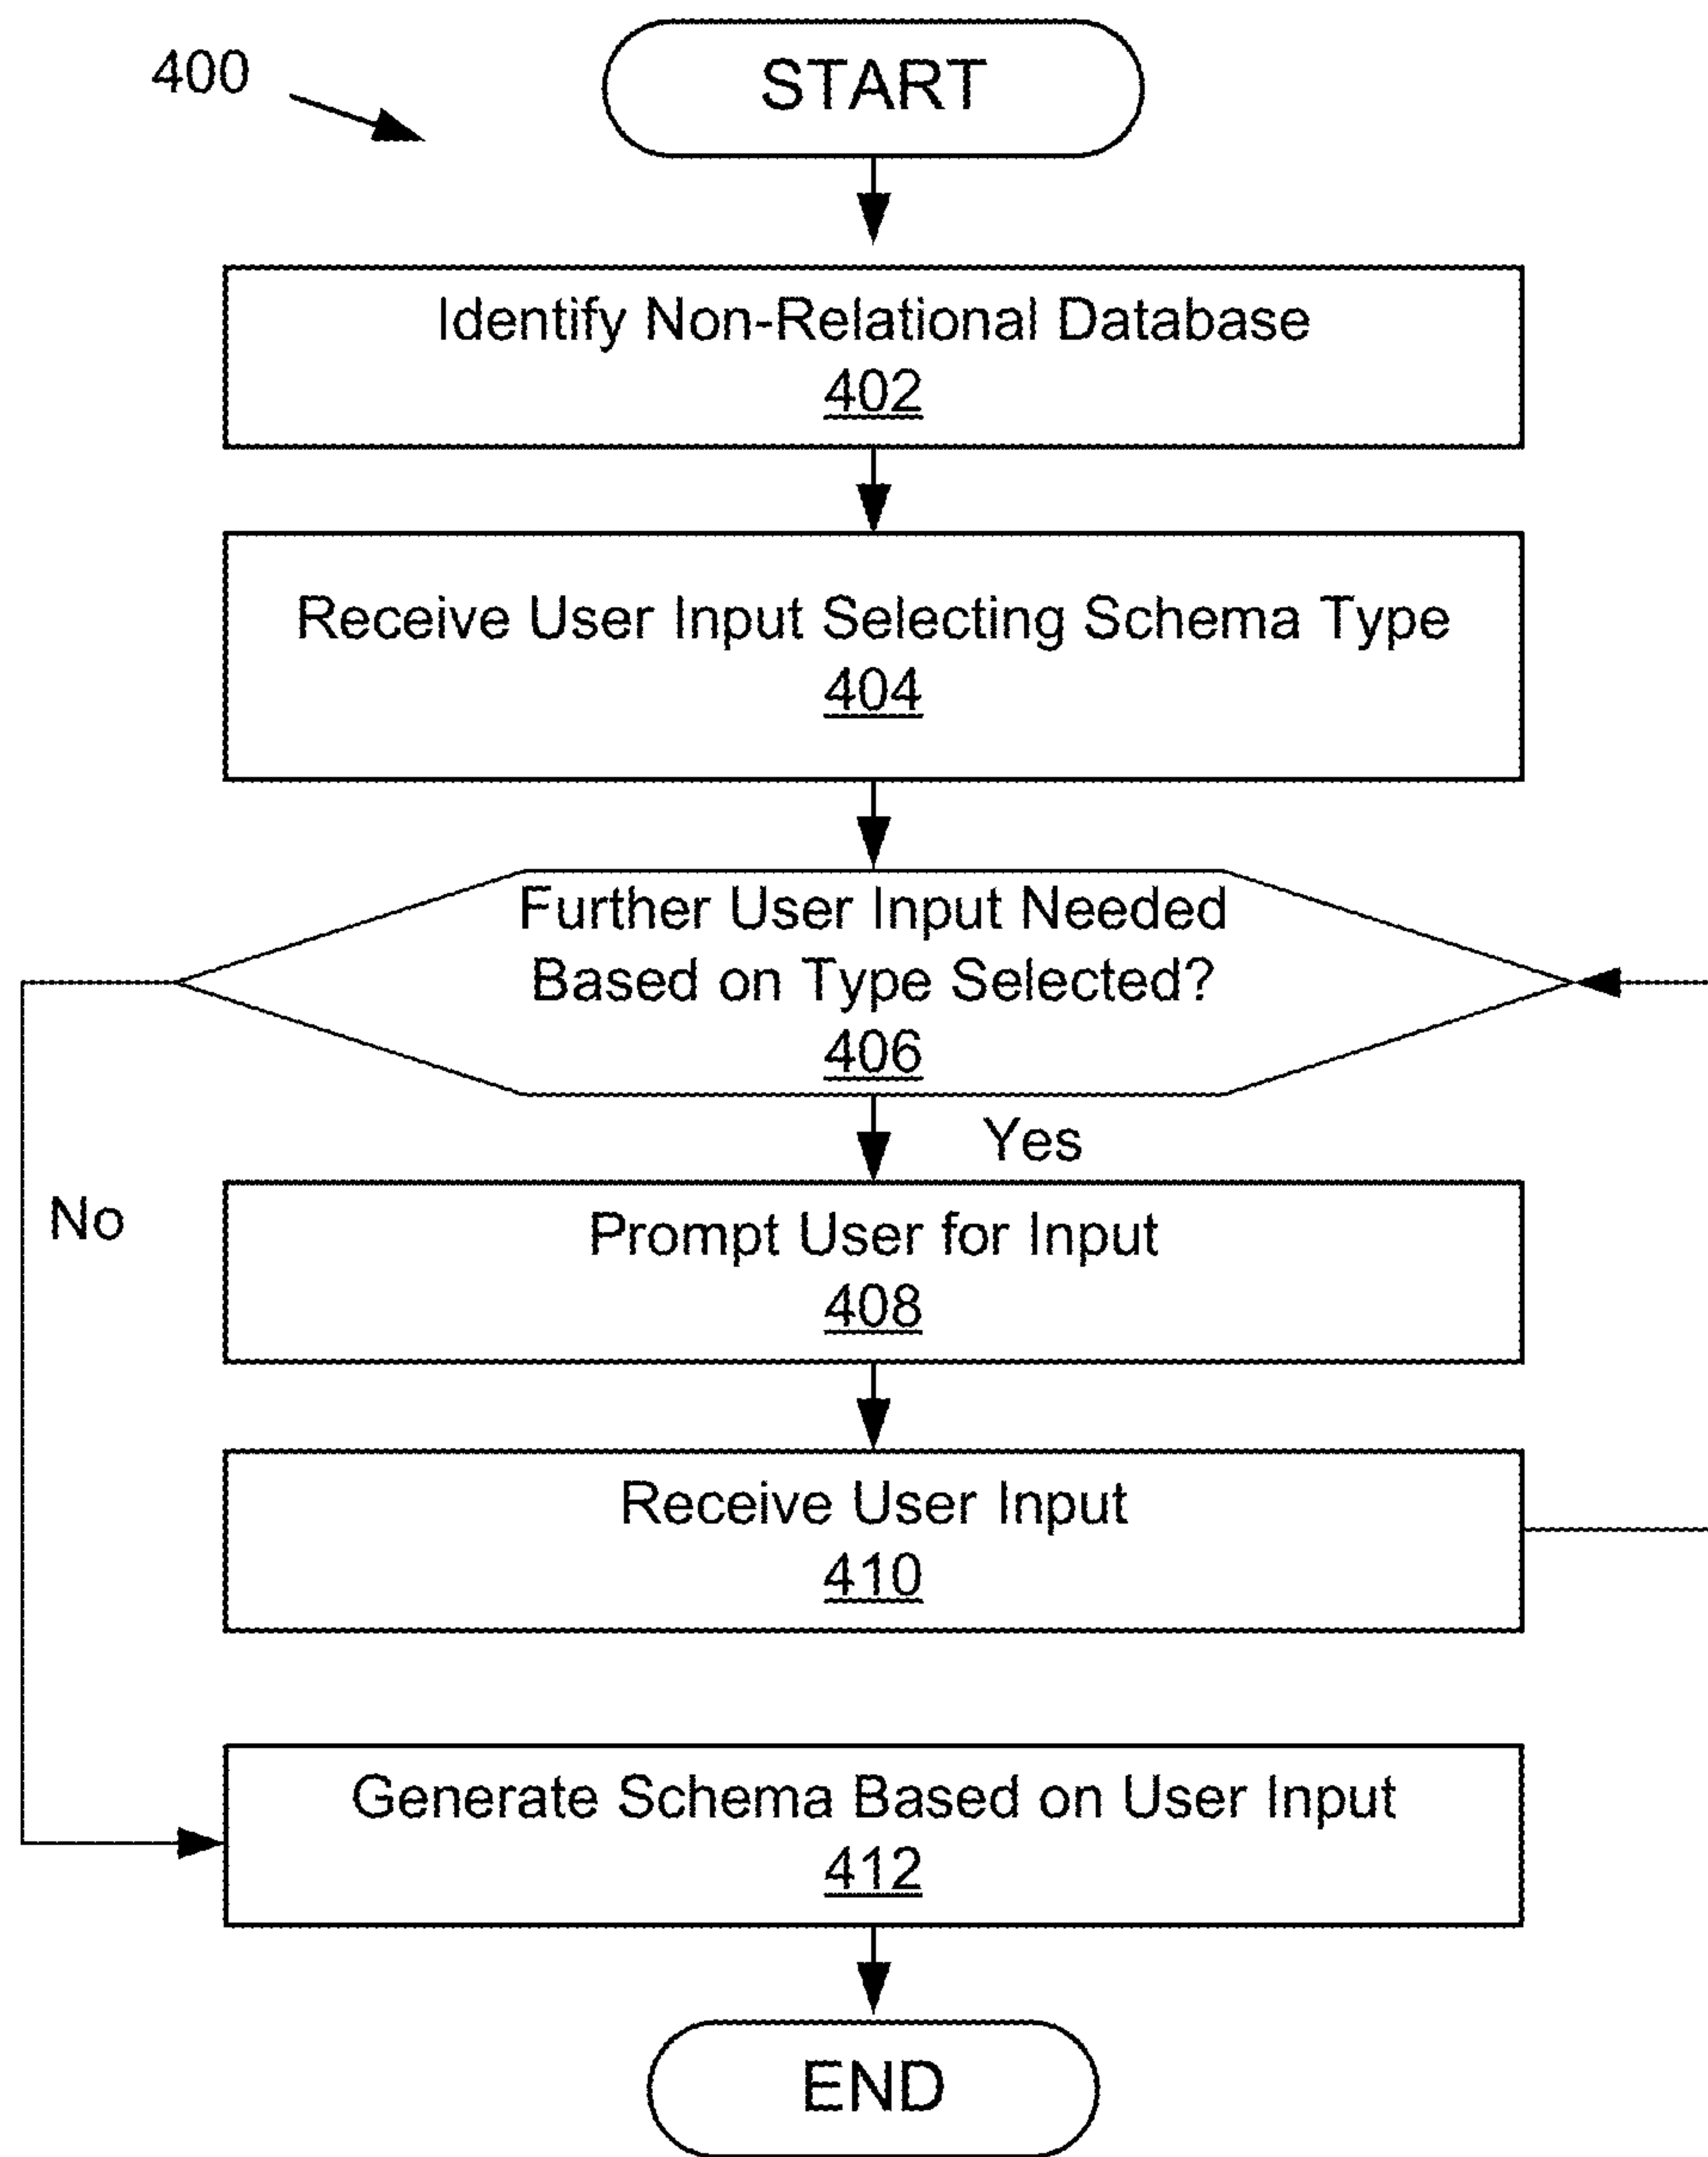 400
START
Identify Non-Relational Database
402
Receive User Input Selecting Schema Type
404
Further User Input Needed
Based on Type Selected?
406
Yes
No
Prompt User for Input
408
Receive User Input
410
Generate Schema Based on User Input
412
END